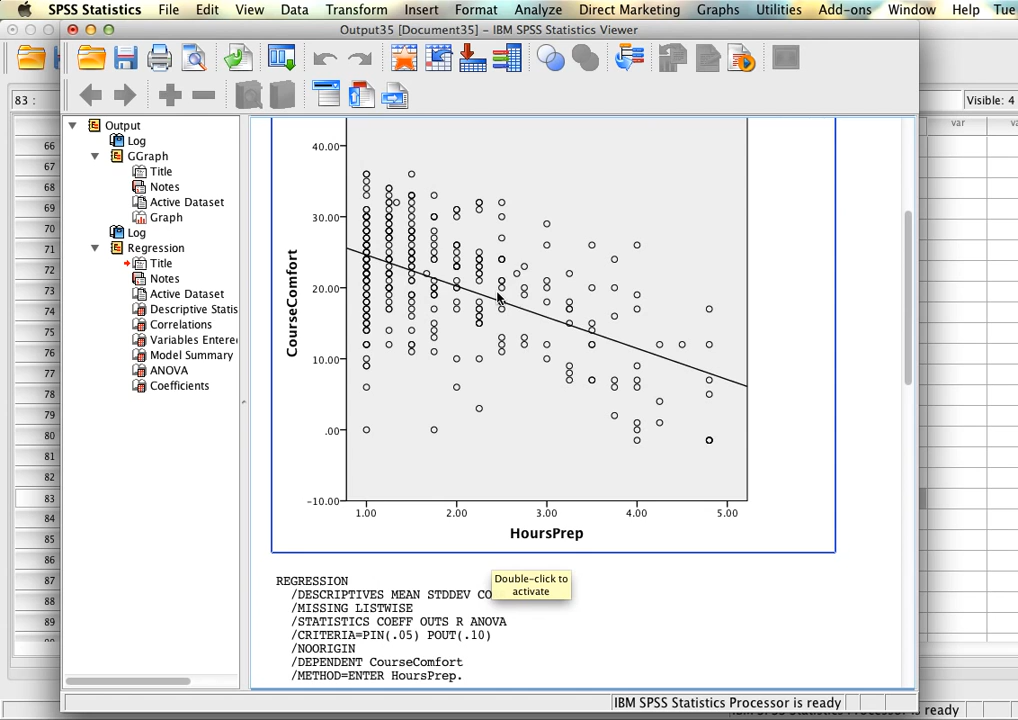 SPSS Statistics File Edit View Data Transform Insert Format Analyze Direct Marketing Graphs Utilities Add-ons Window Help Tue
Output35 [Document35] – IBM SPSS Statistics Viewer
83 :
Visible: 4
var
66
67
68
69
70
71
72
73
74
75
76
77
78
79
80
81
82
83
84
85
86
87
88
89
Output
Log
GGraph
Title
Notes
Active Dataset
Graph
Log
Regression
Title
Notes
Active Dataset
Descriptive Statis
Correlations
Variables Entere
Model Summary
ANOVA
Coefficients
CourseComfort
40.00
30.00
20.00
10.00
.00
-10.00
1.00 2.00 3.00 4.00 5.00
HoursPrep
Double-click to
activate
REGRESSION
/DESCRIPTIVES MEAN STDDEV CO
/MISSING LISTWISE
/STATISTICS COEFF OUTS R ANOVA
/CRITERIA=PIN(.05) POUT(.10)
/NOORIGIN
/DEPENDENT CourseComfort
/METHOD=ENTER HoursPrep.
IBM SPSS Statistics Processor is ready
ocessor is ready